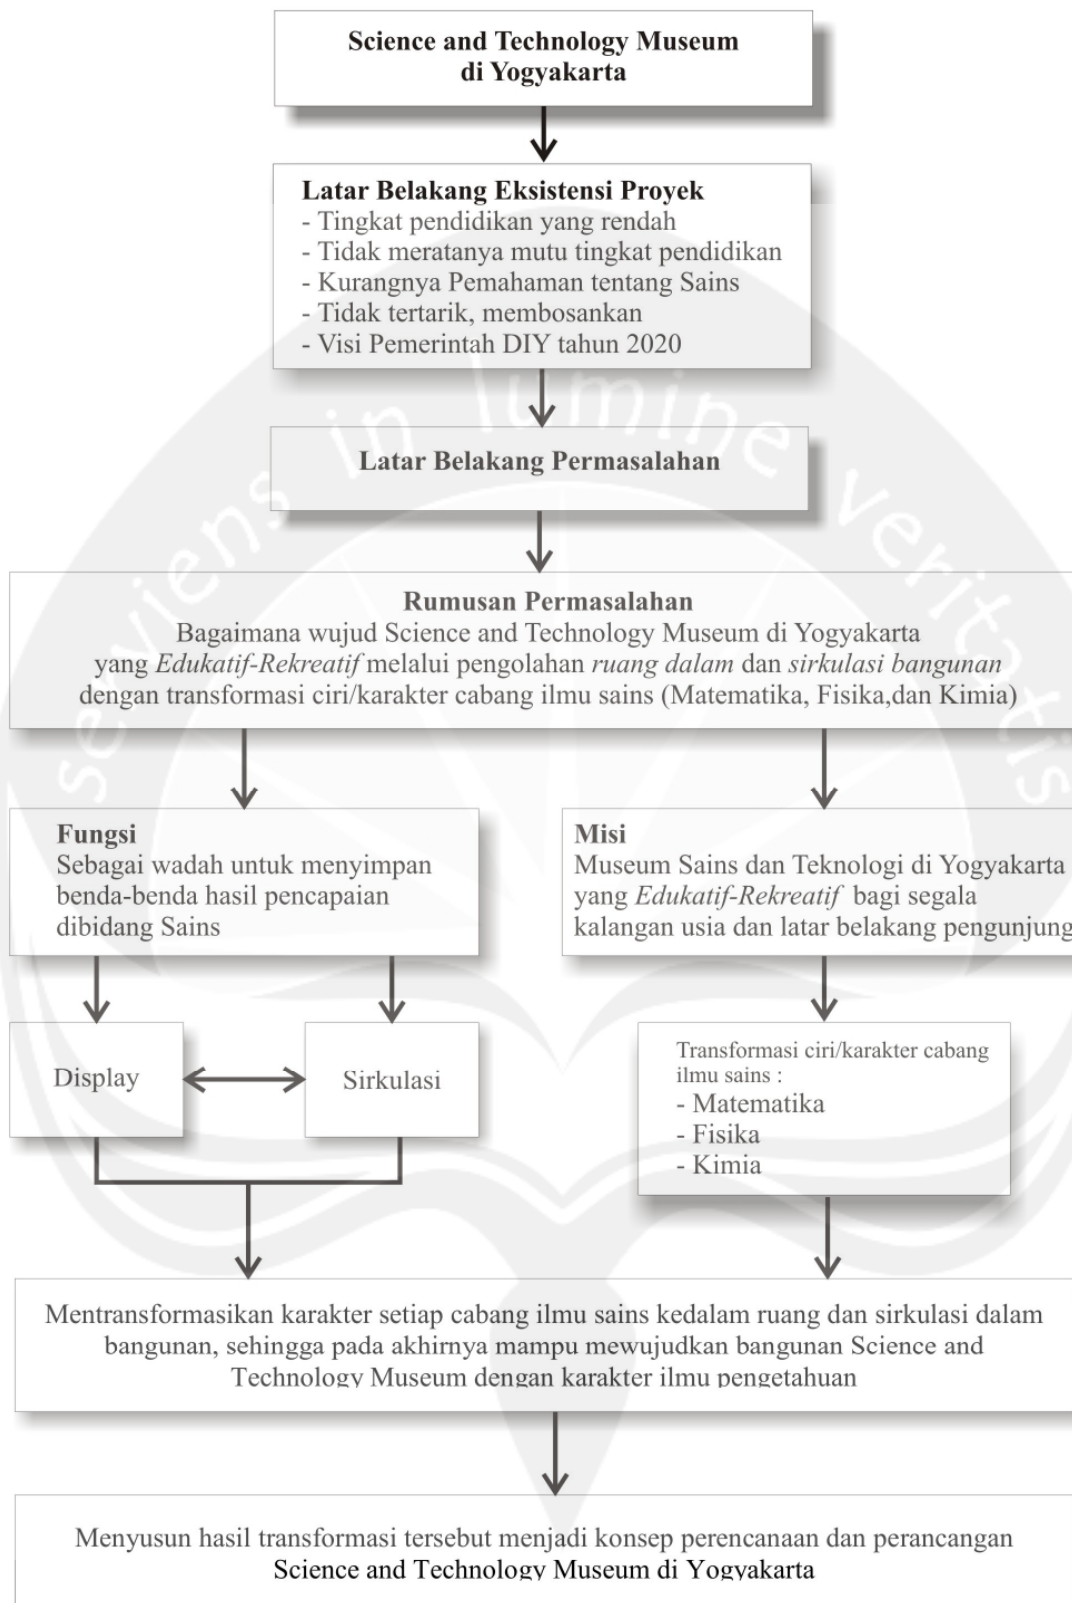 Science and Technology Museum
di Yogyakarta
Latar Belakang Eksistensi Proyek
- Tingkat pendidikan yang rendah
- Tidak meratanya mutu tingkat pendidikan
- Kurangnya Pemahaman tentang Sains
- Tidak tertarik, membosankan
- Visi Pemerintah DIY tahun 2020
Latar Belakang Permasalahan
Rumusan Permasalahan
Bagaimana wujud Science and Technology Museum di Yogyakarta
yang Edukatif-Rekreatif melalui pengolahan ruang dalam dan sirkulasi bangunan
dengan transformasi ciri/karakter cabang ilmu sains (Matematika, Fisika,dan Kimia)
Fungsi
Sebagai wadah untuk menyimpan
benda-benda hasil pencapaian
dibidang Sains
Misi
Museum Sains dan Teknologi di Yogyakarta
yang Edukatif-Rekreatif bagi segala
kalangan usia dan latar belakang pengunjung
Display
Sirkulasi
Transformasi ciri/karakter cabang
ilmu sains :
- Matematika
- Fisika
- Kimia
Mentransformasikan karakter setiap cabang ilmu sains kedalam ruang dan sirkulasi dalam
bangunan, sehingga pada akhirnya mampu mewujudkan bangunan Science and
Technology Museum dengan karakter ilmu pengetahuan
Menyusun hasil transformasi tersebut menjadi konsep perencanaan dan perancangan
Science and Technology Museum di Yogyakarta
serviens in lumine veritatis